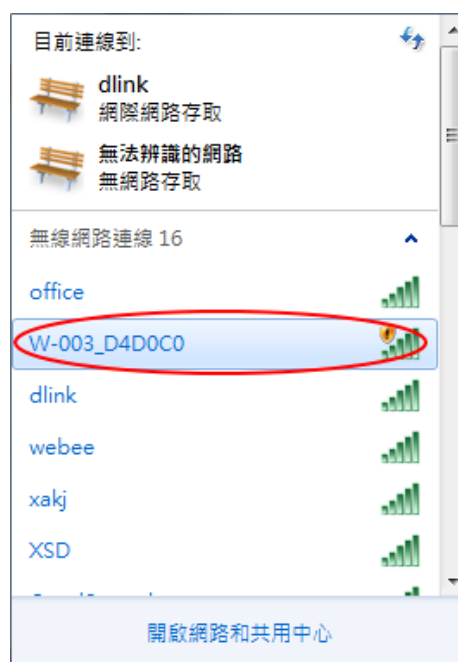 目前連線到:
dlink
網際網路存取
無法辨識的網路
無網路存取
無線網路連線 16
office
W-003_D4D0C0
dlink
webee
xakj
XSD
開啟網路和共用中心